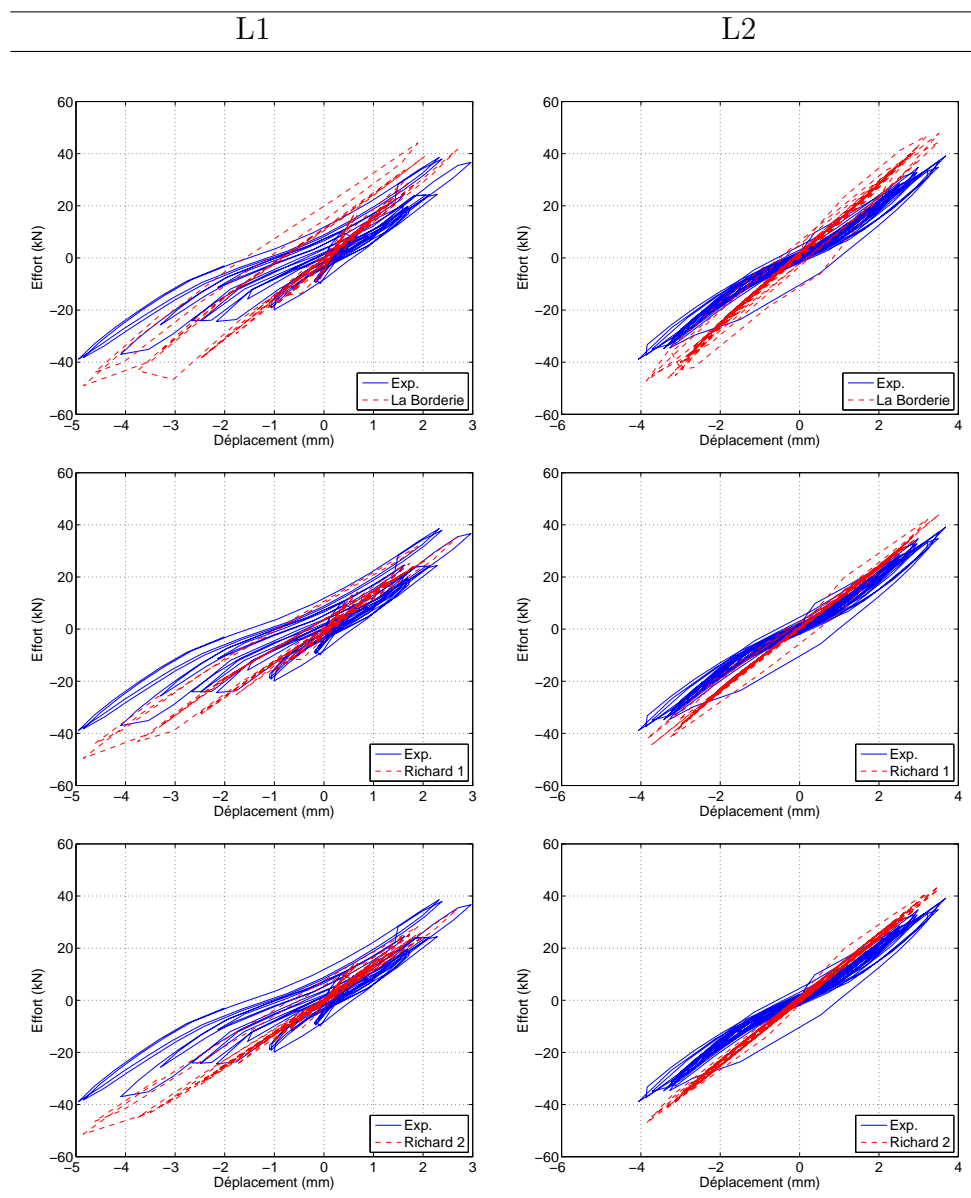 L1 L2
60
40
20
0
−20
−40
−60
−5 −4 −3 −2 −1 0 1 2 3
Déplacement (mm)
Effort (kN)
Exp.
La Borderie
60
40
20
0
−20
−40
−60
−6 −4 −2 0 2 4
Déplacement (mm)
Effort (kN)
Exp.
La Borderie
60
40
20
0
−20
−40
−60
−5 −4 −3 −2 −1 0 1 2 3
Déplacement (mm)
Effort (kN)
Exp.
Richard 1
60
40
20
0
−20
−40
−60
−6 −4 −2 0 2 4
Déplacement (mm)
Effort (kN)
Exp.
Richard 1
60
40
20
0
−20
−40
−60
−5 −4 −3 −2 −1 0 1 2 3
Déplacement (mm)
Effort (kN)
Exp.
Richard 2
60
40
20
0
−20
−40
−60
−6 −4 −2 0 2 4
Déplacement (mm)
Effort (kN)
Exp.
Richard 2